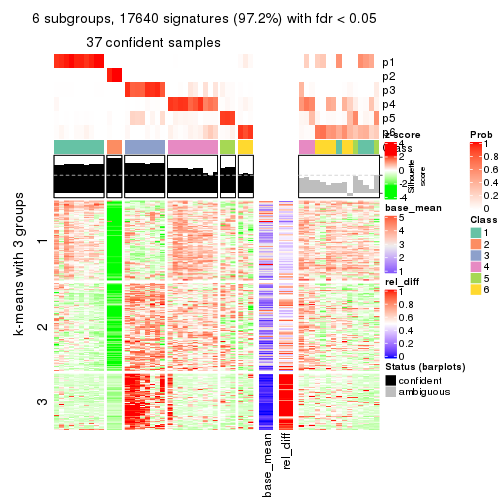 6 subgroups, 17640 signatures (97.2%) with fdr < 0.05
37 confident samples
p1
p2
p3
p4
p5
p6
Class
Silhouette
score
k-means with 3 groups
1
2
3
base_mean
rel_diff
z-score
4
2
0
-2
-4
base_mean
5
4
3
2
1
rel_diff
1
0.8
0.6
0.4
0.2
0
Status (barplots)
confident
ambiguous
Prob
1
0.8
0.6
0.4
0.2
0
Class
1
2
3
4
5
6